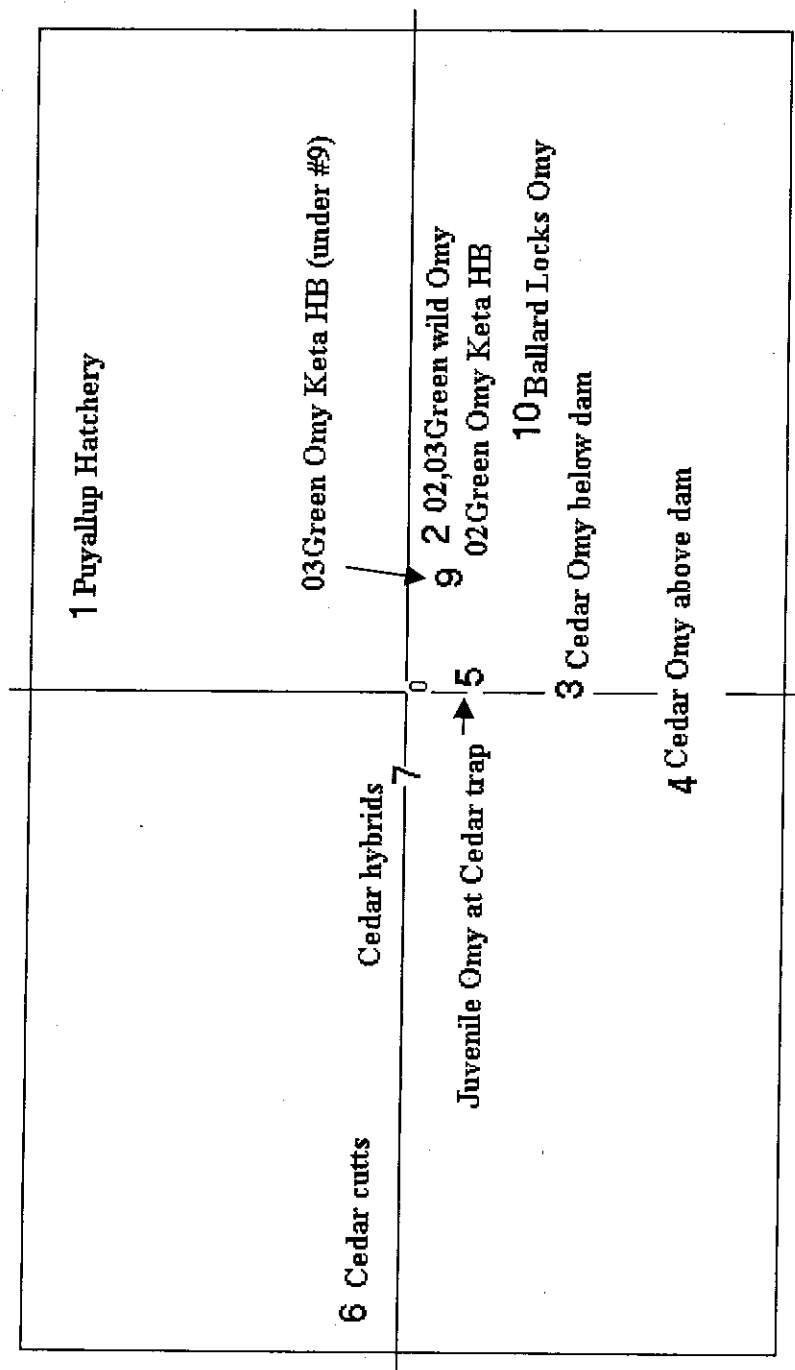 1 Puyallup Hatchery
03Green Omy Keta HB (under #9)
6 Cedar cutts
Cedar hybrids
7
0
9
2 02,03Green wild Omy
02Green Omy Keta HB
Juvenile Omy at Cedar trap
5
10 Ballard Locks Omy
3 Cedar Omy below dam
4 Cedar Omy above dam